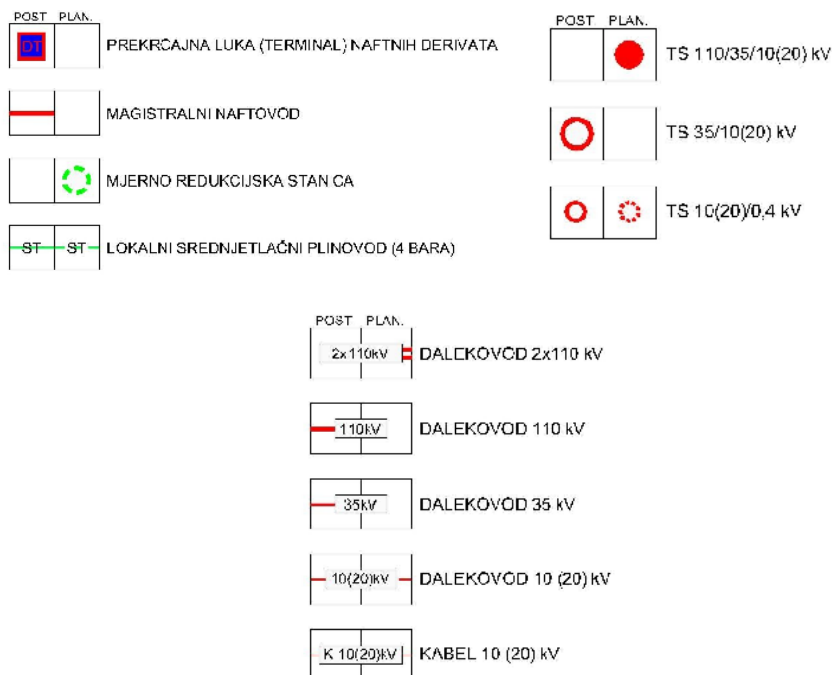 POST PLAN.
DT PREKRCAJNA LUKA (TERMINAL) NAFTNIH DERIVATA
MAGISTRALNI NAFTOVOD
MJERNO REDUKCIJSKA STAN CA
ST ST LOKALNI SREDNJETLAČNI PLINOVOD (4 BARA)
POST PLAN.
TS 110/35/10(20) kV
TS 35/10(20) kV
TS 10(20)/0,4 kV
POST PLAN.
2x110kV DALEKOVOD 2x110 kV
110kV DALEKOVOD 110 kV
35kV DALEKOVOD 35 kV
10(20)kV DALEKOVOD 10 (20) kV
K 10(20)kV KABEL 10 (20) kV